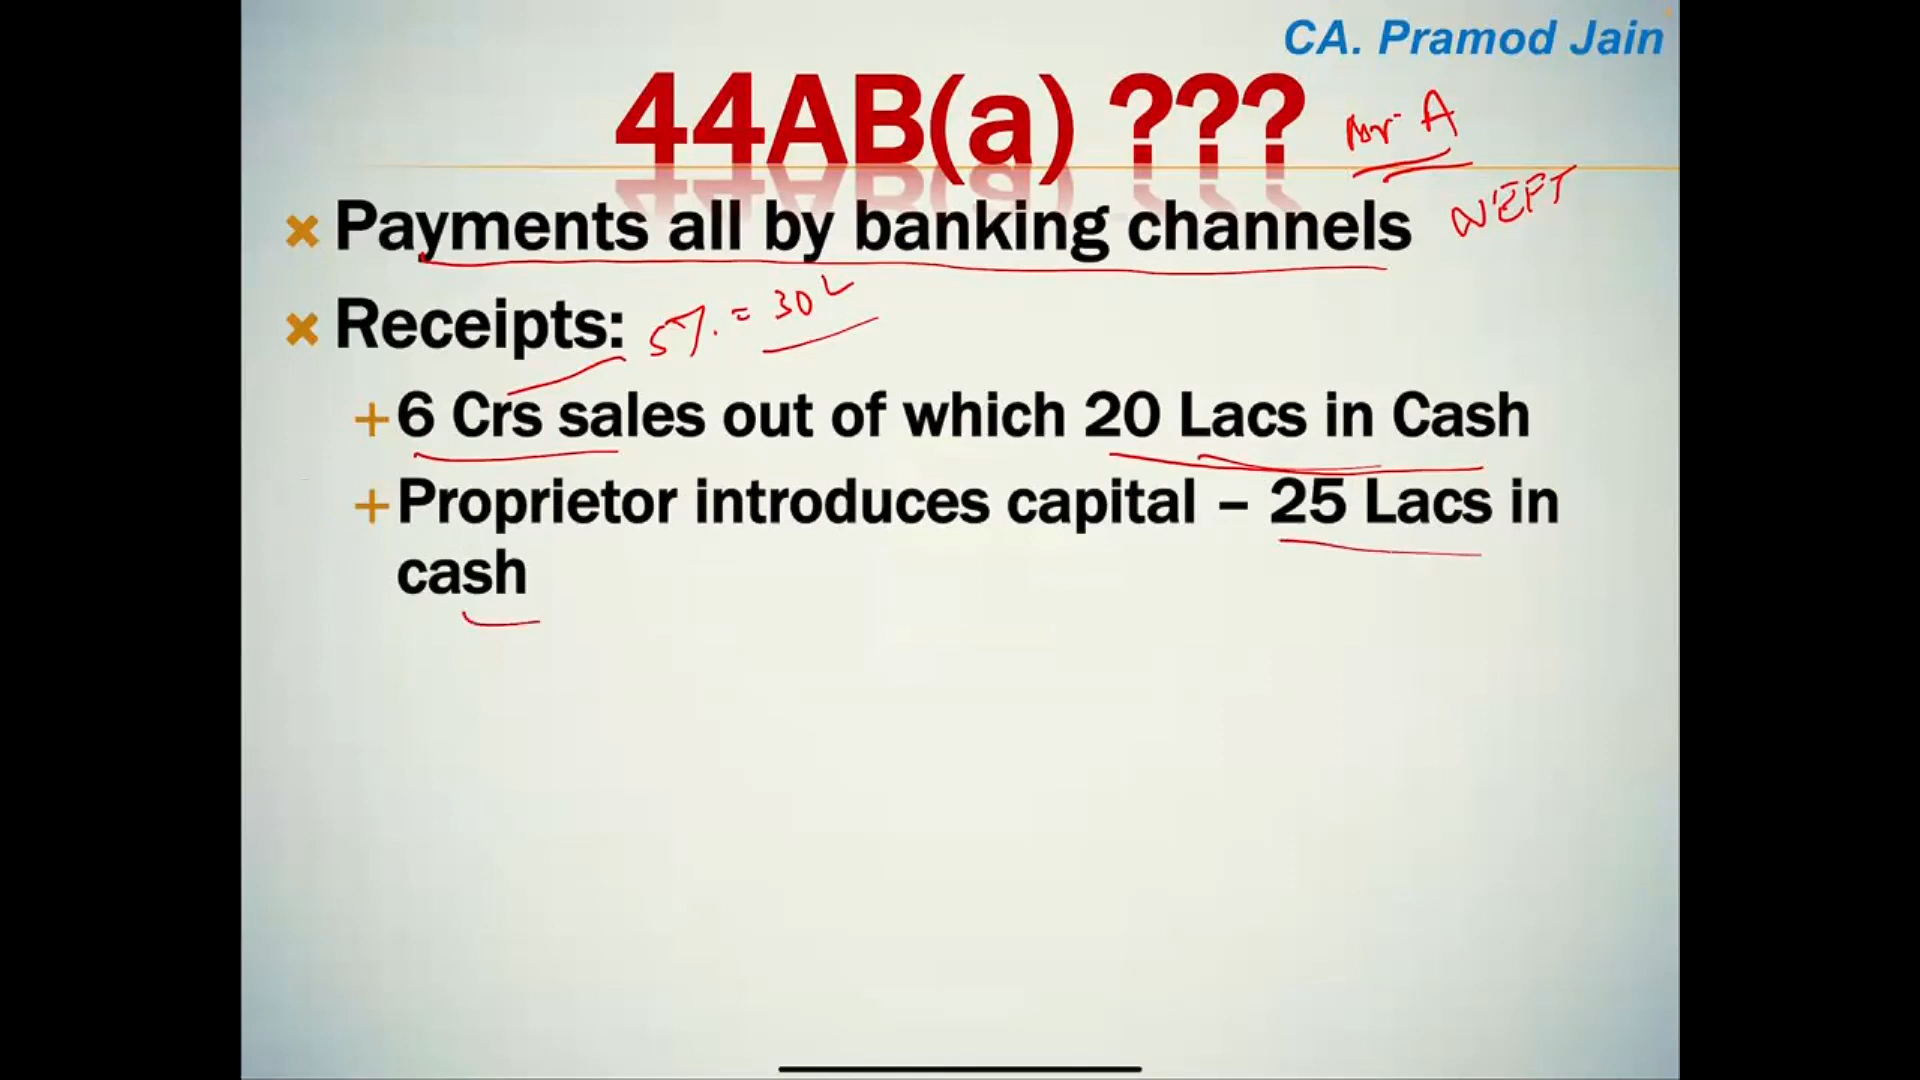 CA. Pramod Jain
44AB(a) ???
Mr. A
Payments all by banking channels
NEFT
Receipts:
5% = 30L
6 Crs sales out of which 20 Lacs in Cash
Proprietor introduces capital – 25 Lacs in
cash